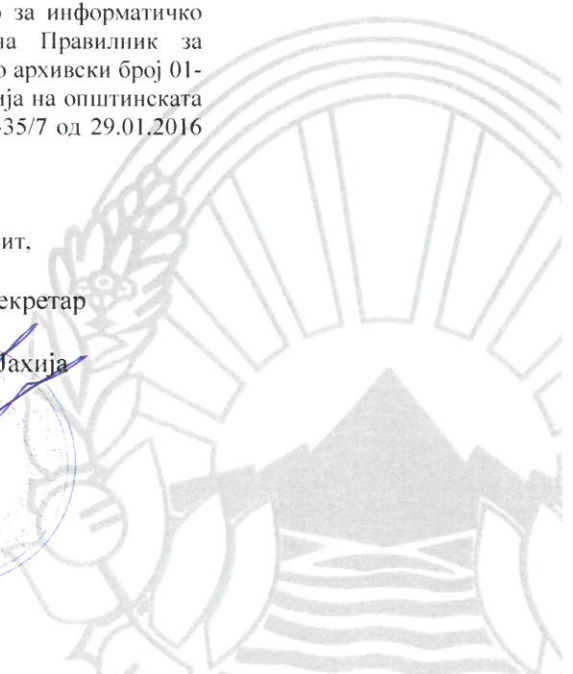 за информатичко
на Правилник за
архивски број 01-
ија на општинската
35/7 од 29.01.2016
ит,
екретар
Јахија